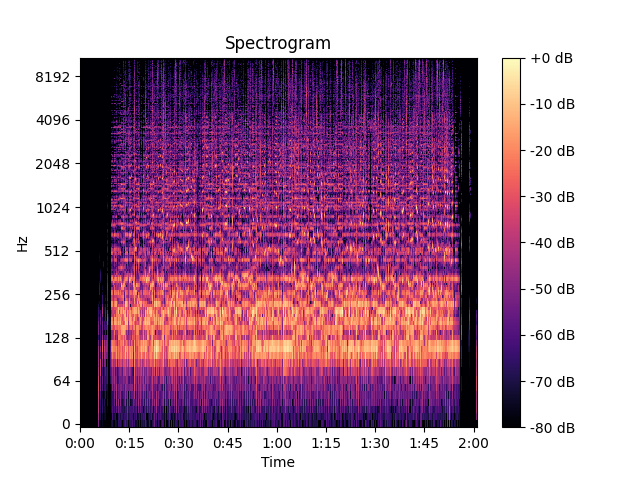 Spectrogram
8192
4096
2048
1024
512
256
128
64
0
Hz
0:00 0:15 0:30 0:45 1:00 1:15 1:30 1:45 2:00
Time
+0 dB
-10 dB
-20 dB
-30 dB
-40 dB
-50 dB
-60 dB
-70 dB
-80 dB